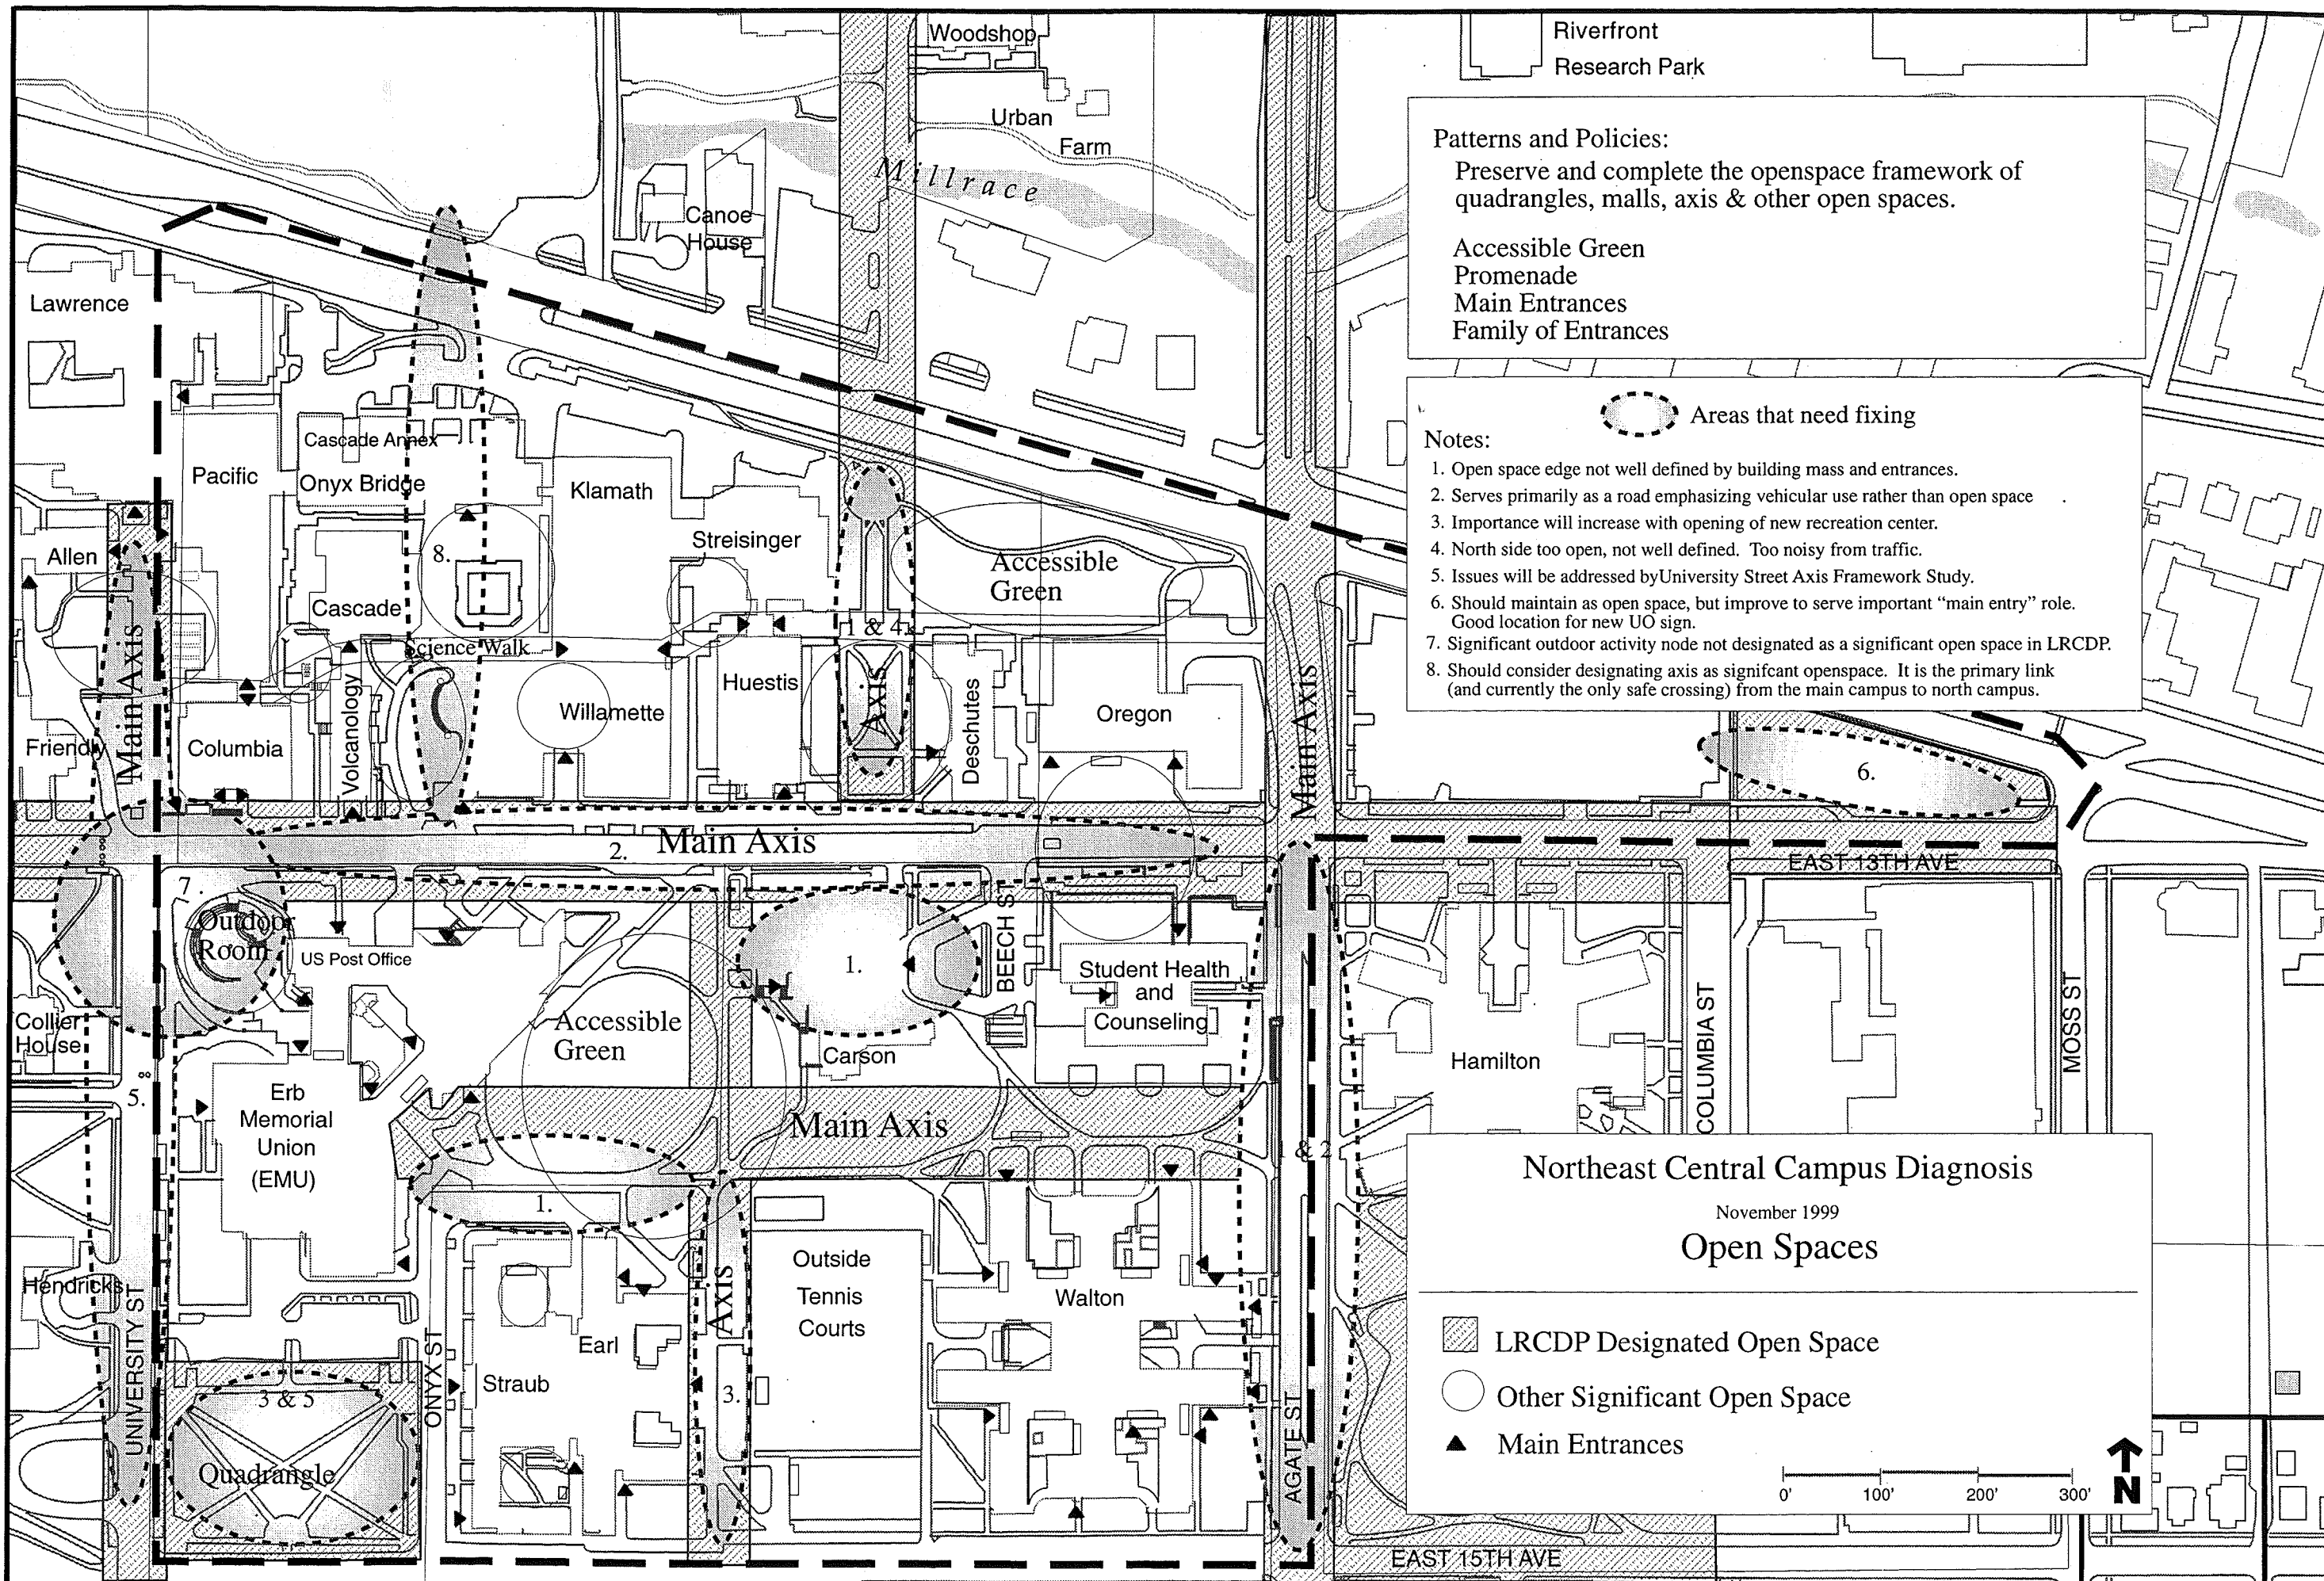 Woodshop
Riverfront
Research Park
Urban
Farm
Millrace
Canoe
House
Patterns and Policies:
Preserve and complete the openspace framework of
quadrangles, malls, axis & other open spaces.
Accessible Green
Promenade
Main Entrances
Family of Entrances
Areas that need fixing
Notes:
1. Open space edge not well defined by building mass and entrances.
2. Serves primarily as a road emphasizing vehicular use rather than open space
3. Importance will increase with opening of new recreation center.
4. North side too open, not well defined. Too noisy from traffic.
5. Issues will be addressed byUniversity Street Axis Framework Study.
6. Should maintain as open space, but improve to serve important “main entry” role.
Good location for new UO sign.
7. Significant outdoor activity node not designated as a significant open space in LRCDP.
8. Should consider designating axis as signifcant openspace. It is the primary link
(and currently the only safe crossing) from the main campus to north campus.
Lawrence
Cascade Annex
Pacific
Onyx Bridge
Klamath
Streisinger
Allen
8.
Accessible
Green
Cascade
1 & 4.
Science Walk
Main Axis
Huestis
Axis
Main Axis
Volcanology
Willamette
Deschutes
Oregon
Friendly
Columbia
6.
Main Axis
2.
EAST 13TH AVE
7.
Outdoor
Room
US Post Office
1.
BEECH ST
Student Health
and
Counseling
Collier
House
Accessible
Green
Carson
Hamilton
COLUMBIA ST
MOSS ST
5.
Erb
Memorial
Union
(EMU)
Main Axis
1 & 2
1.
Northeast Central Campus Diagnosis
November 1999
Open Spaces
LRCDP Designated Open Space
Other Significant Open Space
Main Entrances
0'
100'
200'
300'
N
Hendricks
UNIVERSITY ST
ONYX ST
Outside
Tennis
Courts
Axis
Walton
Earl
Straub
3.
3 & 5
Quadrangle
AGATE ST
EAST 15TH AVE